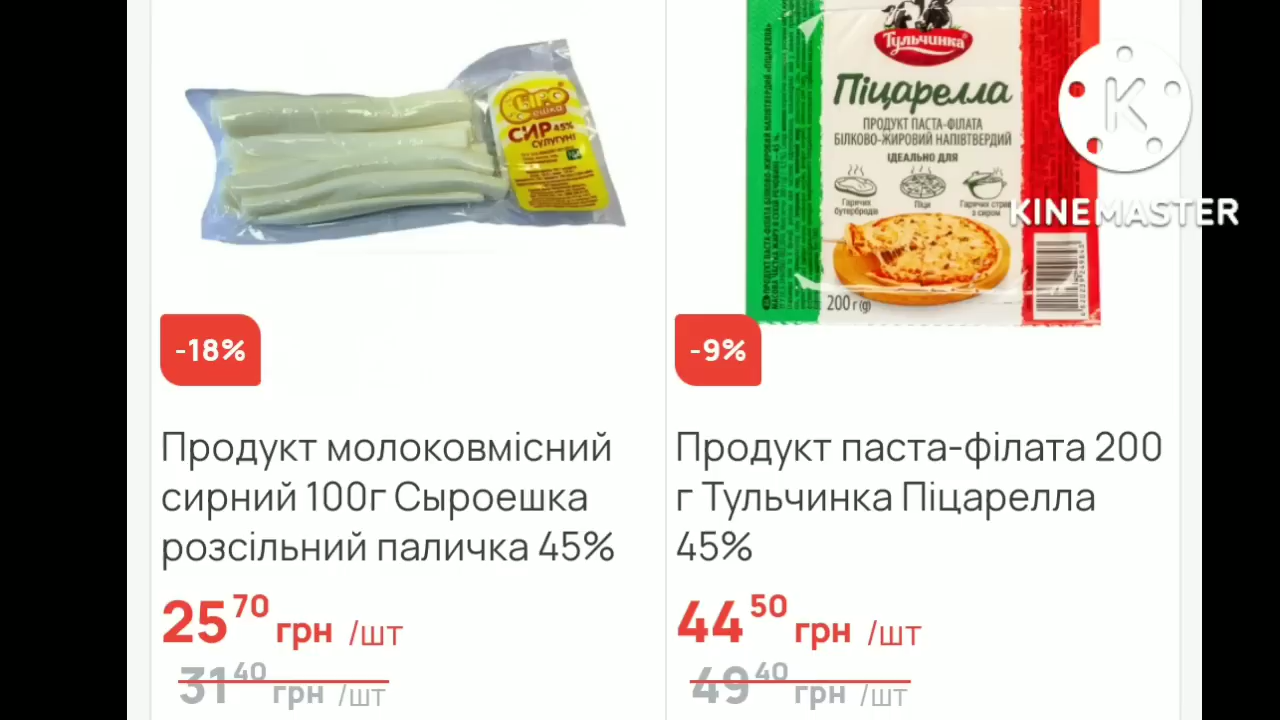 СЫРО
ешка
СИР 45%
СУЛУГУНІ
-18%
Продукт молоковмісний
сирний 100г Сыроешка
розсільний паличка 45%
25 70 грн /шт
31 40 грн /шт
Тульчинка
Піцарелла
ПРОДУКТ ПАСТА-ФІЛАТА
БІЛКОВО-ЖИРОВИЙ НАПІВТВЕРДИЙ
ІДЕАЛЬНО ДЛЯ
Гарячих
бутербродів
Піци
Гарячих страв
з сиром
200 г (g)
K
KINEMASTER
-9%
Продукт паста-філата 200
г Тульчинка Піцарелла
45%
44 50 грн /шт
49 40 грн /шт